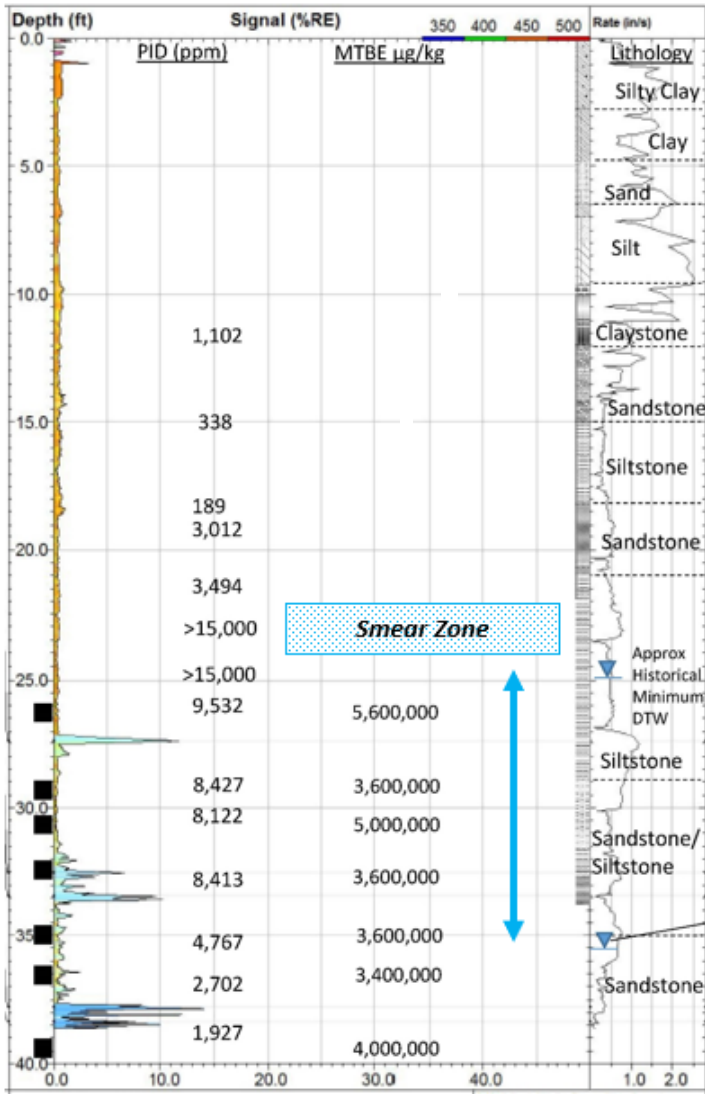 Depth (ft) Signal (%RE) 350 400 450 500 Rate (in/s)
0.0 PID (ppm) MTBE µg/kg Lithology
Silty Clay
Clay
5.0
Sand
Silt
10.0
1,102 Claystone
Sandstone
15.0 338
Siltstone
189
3,012 Sandstone
20.0
3,494
>15,000 Smear Zone
Approx
>15,000 Historical
25.0 Minimum
9,532 5,600,000 DTW
Siltstone
8,427 3,600,000
30.0 8,122 5,000,000 Sandstone/
Siltstone
8,413 3,600,000
35.0 4,767 3,600,000
2,702 3,400,000 Sandstone
1,927
4,000,000
40.0
0.0 10.0 20.0 30.0 40.0 1.0 2.0